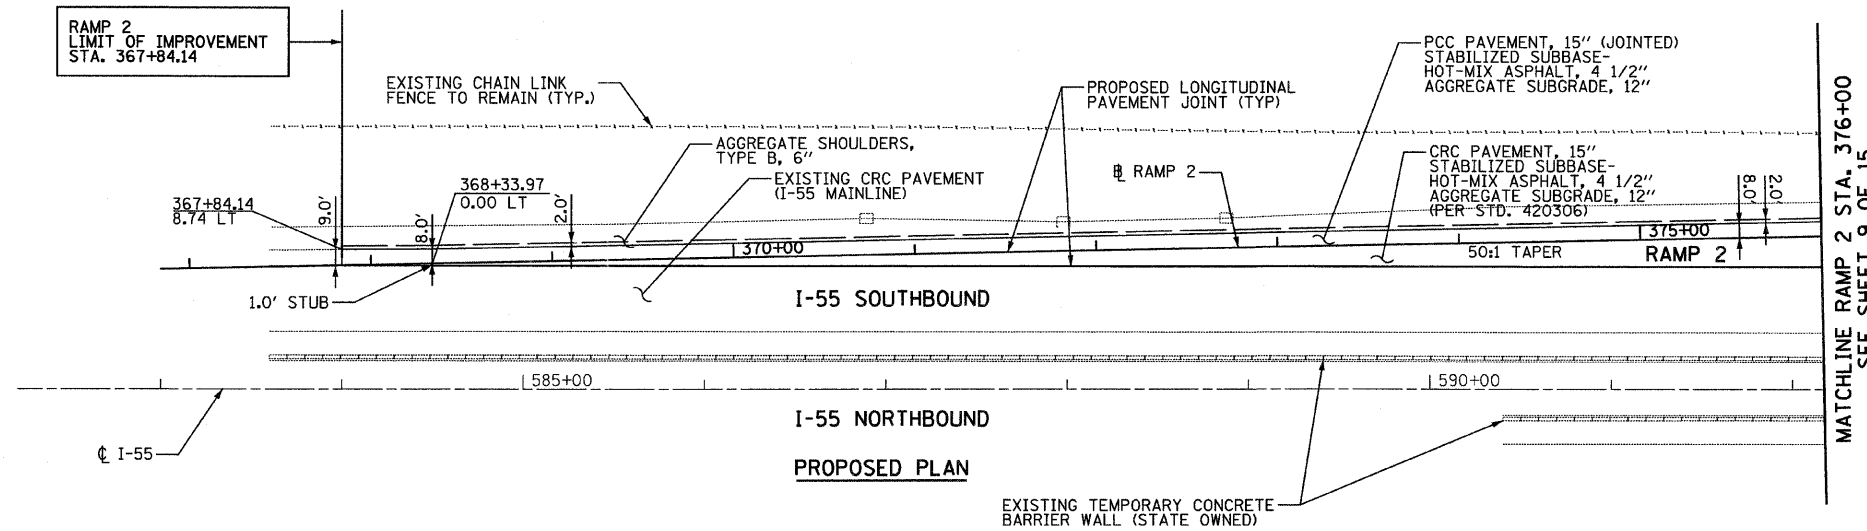 RAMP 2
LIMIT OF IMPROVEMENT
STA. 367+84.14
EXISTING CHAIN LINK
FENCE TO REMAIN (TYP.)
AGGREGATE SHOULDERS,
TYPE B, 6"
EXISTING CRC PAVEMENT
(I-55 MAINLINE)
PROPOSED LONGITUDINAL
PAVEMENT JOINT (TYP)
PCC PAVEMENT, 15" (JOINTED)
STABILIZED SUBBASE-
HOT-MIX ASPHALT, 4 1/2"
AGGREGATE SUBGRADE, 12"
CRC PAVEMENT, 15"
STABILIZED SUBBASE-
HOT-MIX ASPHALT, 4 1/2"
AGGREGATE SUBGRADE, 12"
(PER STD. 420306)
℄ RAMP 2
367+84.14
8.74 LT
9.0'
8.0'
368+33.97
0.00 LT
2.0'
8.0'
2.0'
370+00
375+00
50:1 TAPER
RAMP 2
1.0' STUB
I-55 SOUTHBOUND
585+00
590+00
I-55 NORTHBOUND
℄ I-55
PROPOSED PLAN
EXISTING TEMPORARY CONCRETE
BARRIER WALL (STATE OWNED)
MATCHLINE RAMP 2 STA. 376+00
SEE SHEET 9 OF 15